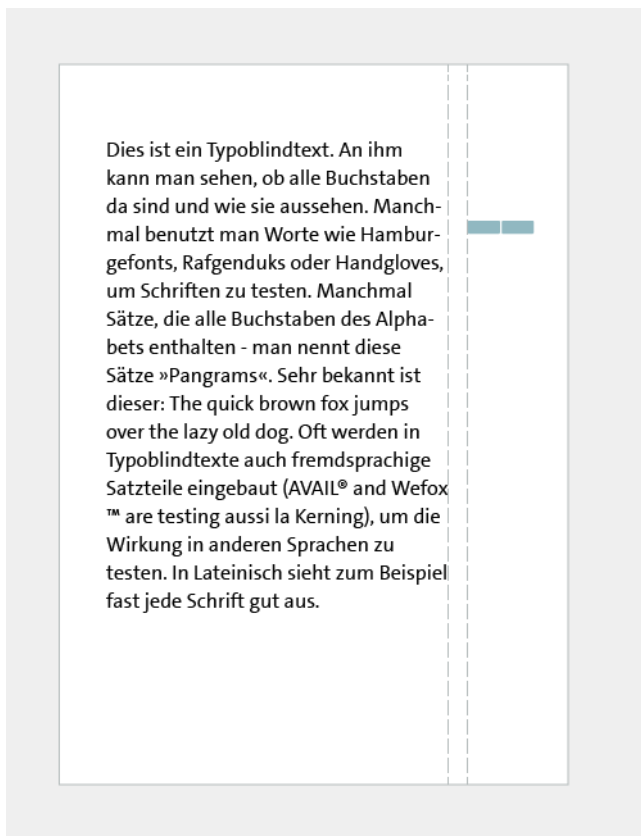 Dies ist ein Typoblindtext. An ihm
kann man sehen, ob alle Buchstaben
da sind und wie sie aussehen. Manch-
mal benutzt man Worte wie Hambur-
gefonts, Rafgenduks oder Handgloves,
um Schriften zu testen. Manchmal
Sätze, die alle Buchstaben des Alpha-
bets enthalten - man nennt diese
Sätze »Pangrams«. Sehr bekannt ist
dieser: The quick brown fox jumps
over the lazy old dog. Oft werden in
Typoblindtexte auch fremdsprachige
Satzteile eingebaut (AVAIL® and Wefox
™ are testing aussi la Kerning), um die
Wirkung in anderen Sprachen zu
testen. In Lateinisch sieht zum Beispiel
fast jede Schrift gut aus.